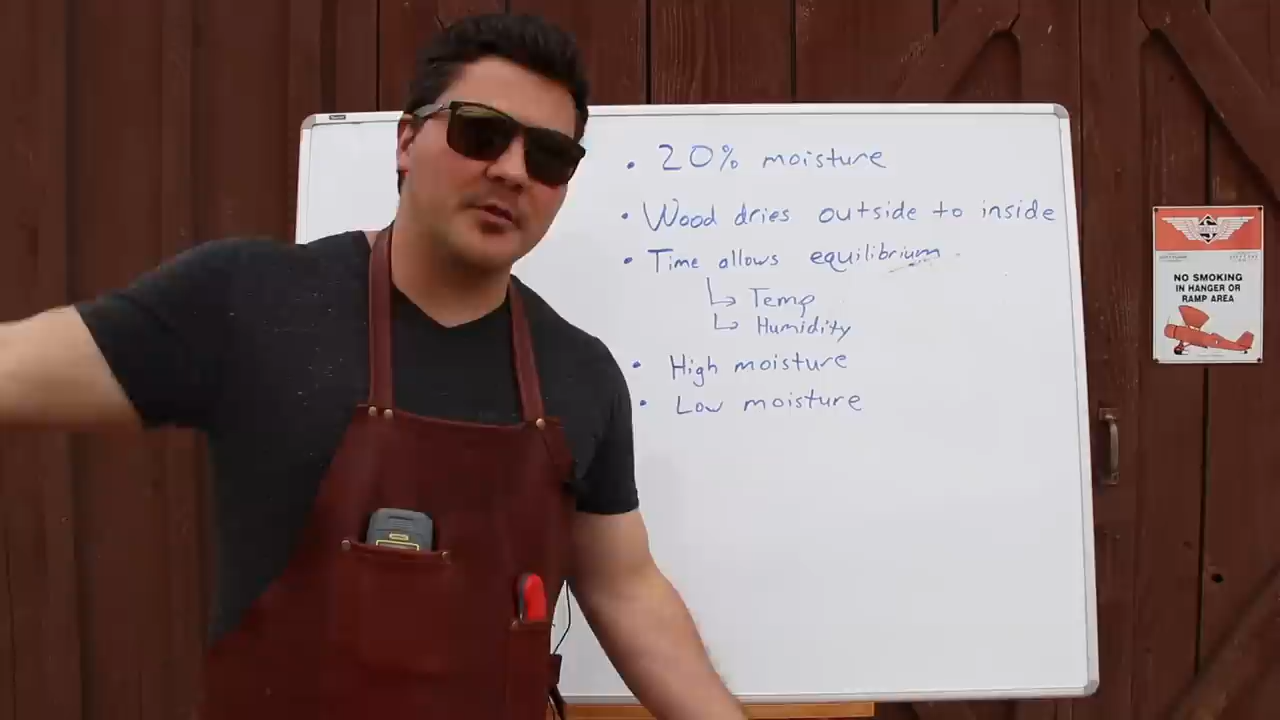 • 20% moisture
• Wood dries outside to inside
• Time allows equilibrium
↳ Temp
↳ Humidity
• High moisture
• Low moisture
NO SMOKING
IN HANGER OR
RAMP AREA